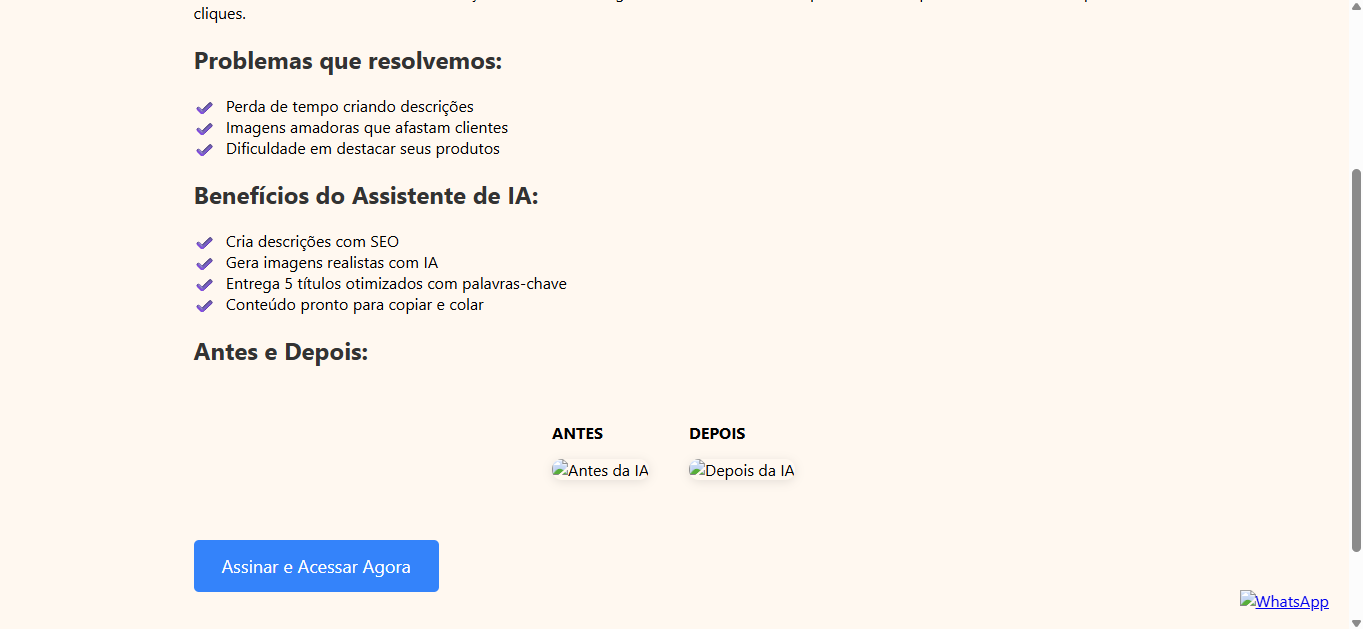 cliques.
Problemas que resolvemos:
Perda de tempo criando descrições
Imagens amadoras que afastam clientes
Dificuldade em destacar seus produtos
Benefícios do Assistente de IA:
Cria descrições com SEO
Gera imagens realistas com IA
Entrega 5 títulos otimizados com palavras-chave
Conteúdo pronto para copiar e colar
Antes e Depois:
ANTES DEPOIS
Antes da IA Depois da IA
Assinar e Acessar Agora
WhatsApp